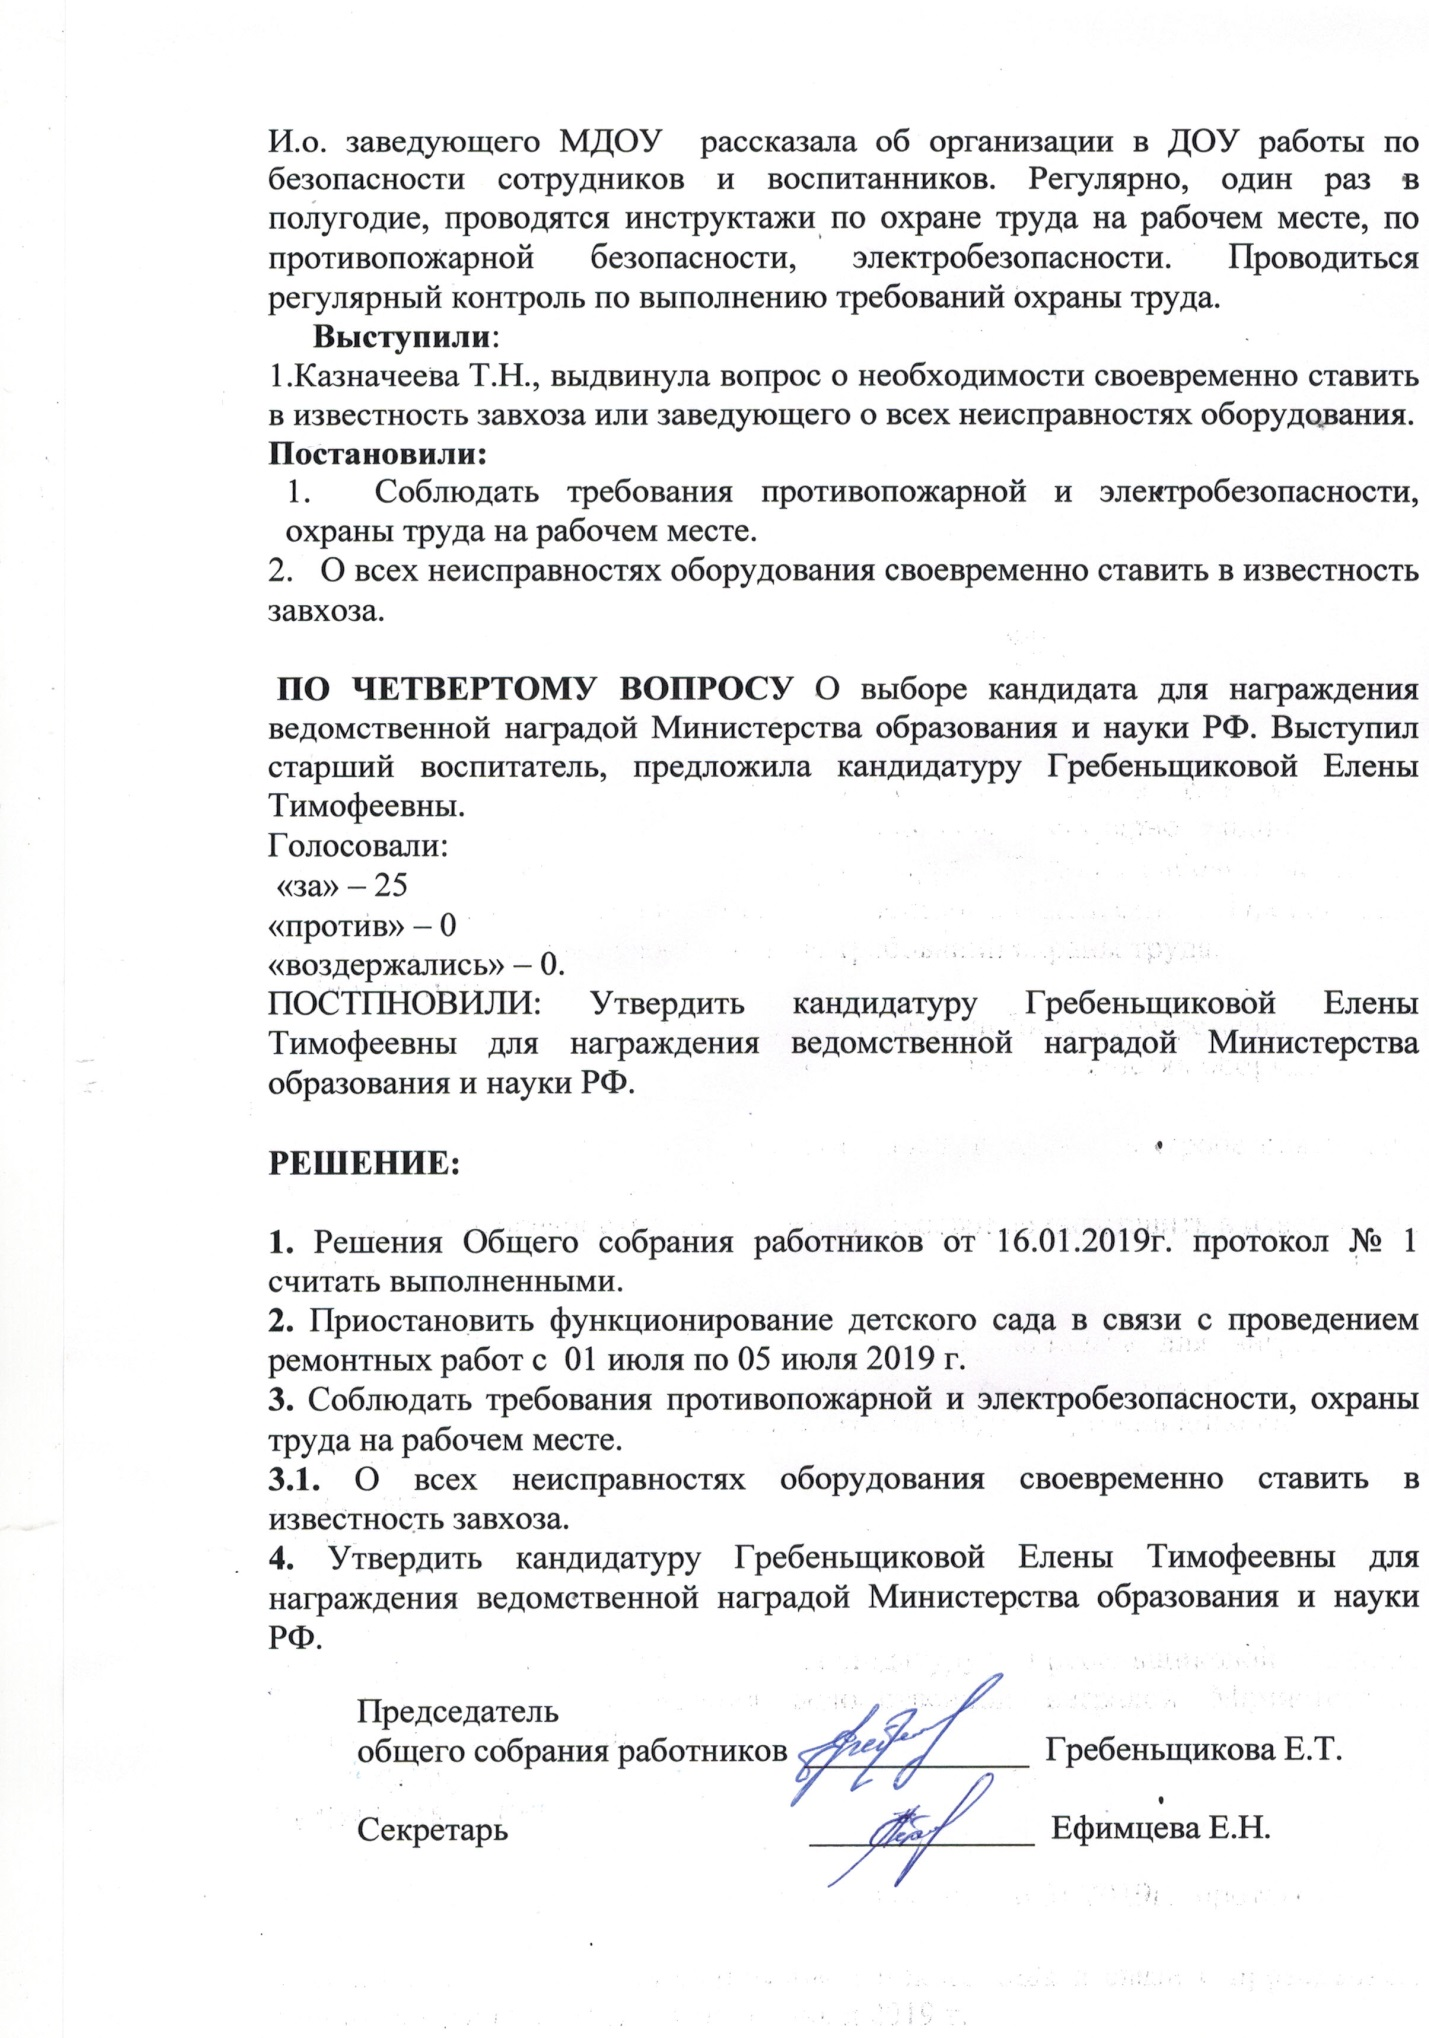 И.о. заведующего МДОУ рассказала об организации в ДОУ работы по
безопасности сотрудников и воспитанников. Регулярно, один раз в
полугодие, проводятся инструктажи по охране труда на рабочем месте, по
противопожарной безопасности, электробезопасности. Проводиться
регулярный контроль по выполнению требований охраны труда.
Выступили:
1.Казначеева Т.Н., выдвинула вопрос о необходимости своевременно ставить
в известность завхоза или заведующего о всех неисправностях оборудования.
Постановили:
1. Соблюдать требования противопожарной и электробезопасности,
охраны труда на рабочем месте.
2. О всех неисправностях оборудования своевременно ставить в известность
завхоза.
ПО ЧЕТВЕРТОМУ ВОПРОСУ О выборе кандидата для награждения
ведомственной наградой Министерства образования и науки РФ. Выступил
старший воспитатель, предложила кандидатуру Гребеньщиковой Елены
Тимофеевны.
Голосовали:
«за» – 25
«против» – 0
«воздержались» – 0.
ПОСТПНОВИЛИ: Утвердить кандидатуру Гребеньщиковой Елены
Тимофеевны для награждения ведомственной наградой Министерства
образования и науки РФ.
РЕШЕНИЕ:
1. Решения Общего собрания работников от 16.01.2019г. протокол № 1
считать выполненными.
2. Приостановить функционирование детского сада в связи с проведением
ремонтных работ с 01 июля по 05 июля 2019 г.
3. Соблюдать требования противопожарной и электробезопасности, охраны
труда на рабочем месте.
3.1. О всех неисправностях оборудования своевременно ставить в
известность завхоза.
4. Утвердить кандидатуру Гребеньщиковой Елены Тимофеевны для
награждения ведомственной наградой Министерства образования и науки
РФ.
Председатель
общего собрания работников Гребеньщикова Е.Т.
Секретарь Ефимцева Е.Н.